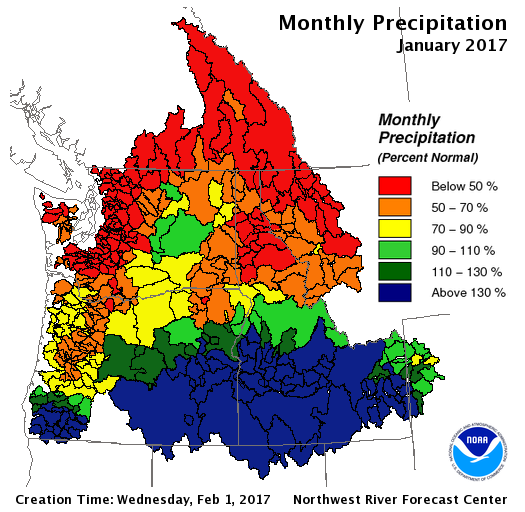 Monthly Precipitation
January 2017
Monthly
Precipitation
(Percent Normal)
Below 50 %
50 – 70 %
70 – 90 %
90 – 110 %
110 – 130 %
Above 130 %
NOAA
Creation Time: Wednesday, Feb 1, 2017
Northwest River Forecast Center